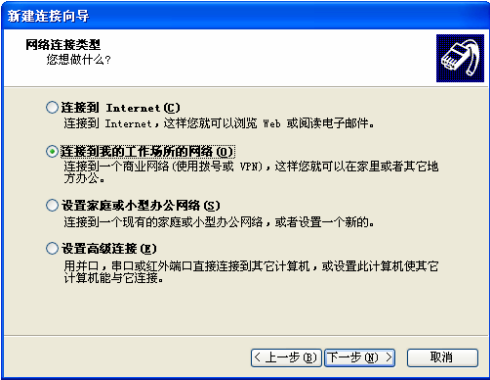 新建连接向导
网络连接类型
您想做什么?
连接到 Internet(C)
连接到 Internet,这样您就可以浏览 Web 或阅读电子邮件。
连接到我的工作场所的网络(O)
连接到一个商业网络(使用拨号或 VPN),这样您就可以在家里或者其它地
方办公。
设置家庭或小型办公网络(S)
连接到一个现有的家庭或小型办公网络,或者设置一个新的。
设置高级连接(E)
用并口,串口或红外端口直接连接到其它计算机,或设置此计算机使其它
计算机能与它连接。
< 上一步(B) 下一步(N) > 取消